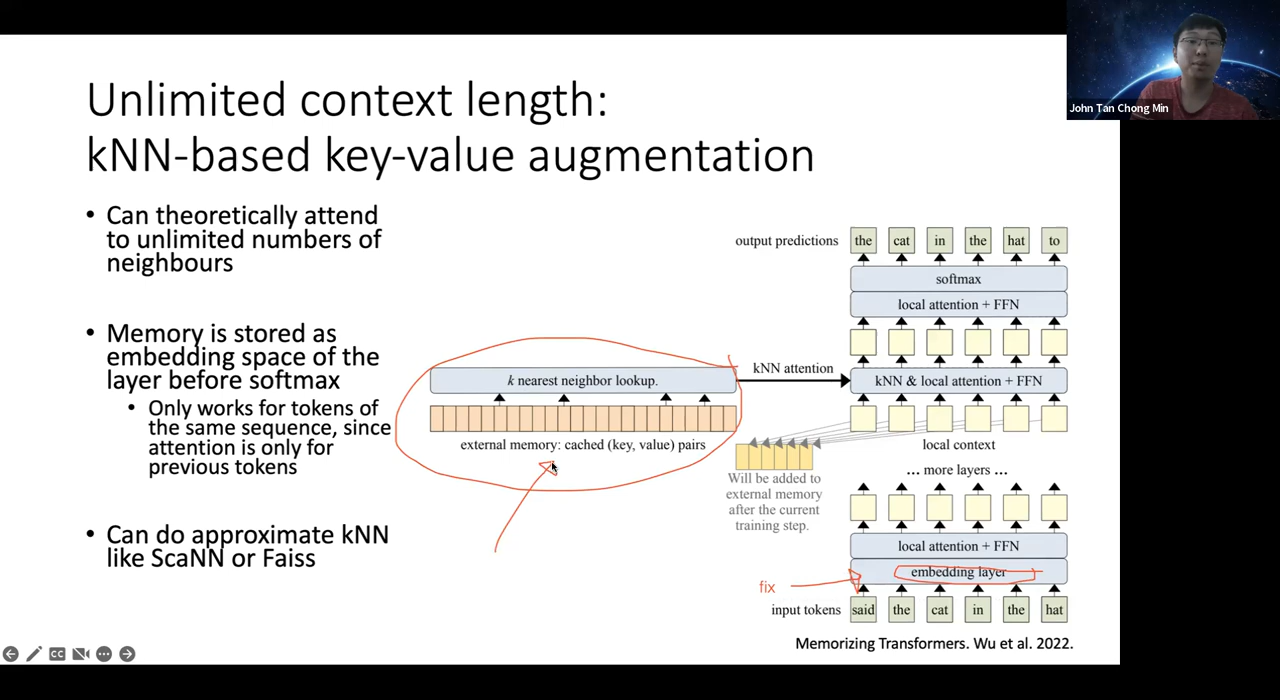 John Tan Chong Min
Unlimited context length:
kNN-based key-value augmentation
• Can theoretically attend
to unlimited numbers of
neighbours
• Memory is stored as
embedding space of the
layer before softmax
• Only works for tokens of
the same sequence, since
attention is only for
previous tokens
• Can do approximate kNN
like ScaNN or Faiss
output predictions the cat in the hat to
softmax
local attention + FFN
k nearest neighbor lookup.
kNN attention
kNN & local attention + FFN
external memory: cached (key, value) pairs
local context
... more layers ...
Will be added to
external memory
after the current
training step.
local attention + FFN
embedding layer
fix
input tokens said the cat in the hat
Memorizing Transformers. Wu et al. 2022.
CC